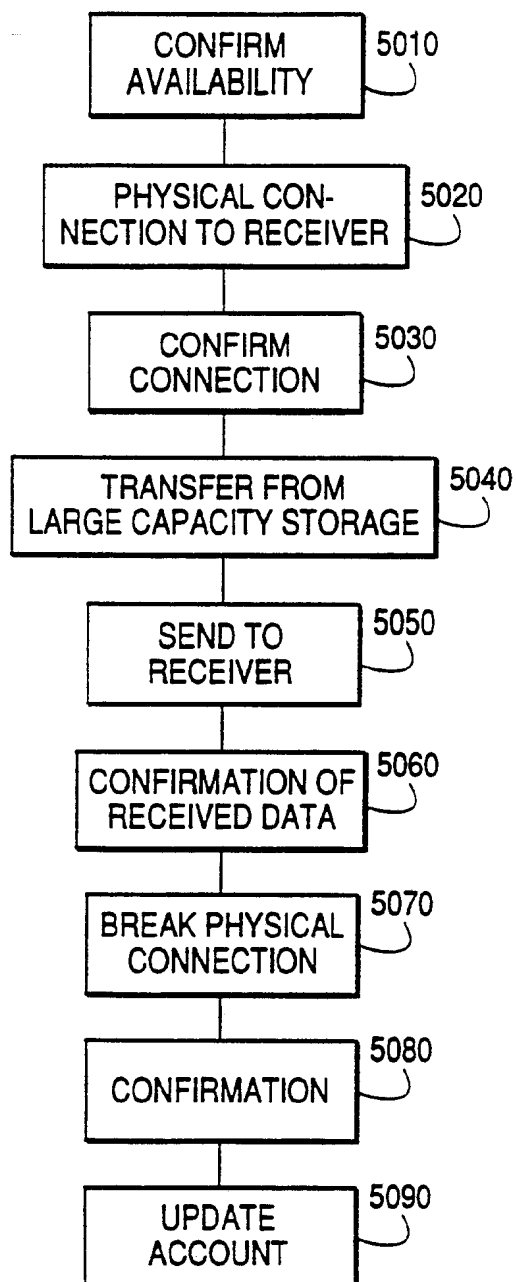 CONFIRM
AVAILABILITY
5010
PHYSICAL CON-
NECTION TO RECEIVER
5020
CONFIRM
CONNECTION
5030
TRANSFER FROM
LARGE CAPACITY STORAGE
5040
SEND TO
RECEIVER
5050
CONFIRMATION OF
RECEIVED DATA
5060
BREAK PHYSICAL
CONNECTION
5070
CONFIRMATION
5080
UPDATE
ACCOUNT
5090